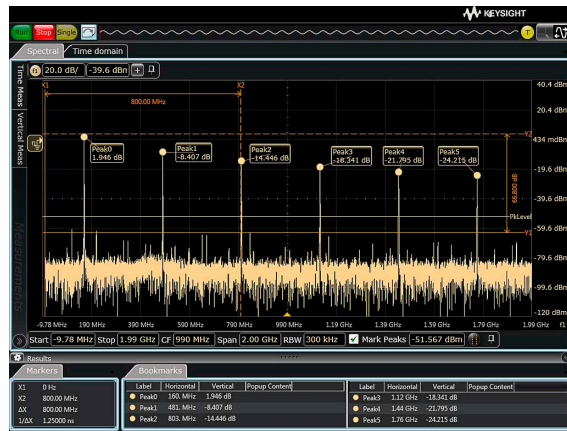 KEYSIGHT
Run Stop Single
T
Spectral Time domain
f1 20.0 dB/ -39.6 dBm +
Time Meas
Vertical Meas
Measurements
X1 X2
800.00 MHz
40.4 dBm
20.4 dBm
Y2
434 mdBm
Peak0
1.946 dB
Peak1
-8.407 dB
Peak2
-14.446 dB
Peak3
-18.341 dB
Peak4
-21.795 dB
Peak5
-24.215 dB
-19.6 dBm
66.800 dB
-39.6 dBm
PkLevel
Y1
-59.6 dBm
-79.6 dBm
-99.6 dBm
-120 dBm
-9.78 MHz 190 MHz 390 MHz 590 MHz 790 MHz 990 MHz 1.19 GHz 1.39 GHz 1.59 GHz 1.79 GHz 1.99 GHz f1
Start -9.78 MHz Stop 1.99 GHz CF 990 MHz Span 2.00 GHz RBW 300 kHz Mark Peaks -51.567 dBm
Results
Markers Bookmarks
X1 0 Hz
X2 800.00 MHz
ΔX 800.00 MHz
1/ΔX 1.25000 ns
Label Horizontal Vertical Popup Content
Peak0 160. MHz 1.946 dB
Peak1 481. MHz -8.407 dB
Peak2 803. MHz -14.446 dB
Label Horizontal Vertical Popup Content
Peak3 1.12 GHz -18.341 dB
Peak4 1.44 GHz -21.795 dB
Peak5 1.76 GHz -24.215 dB